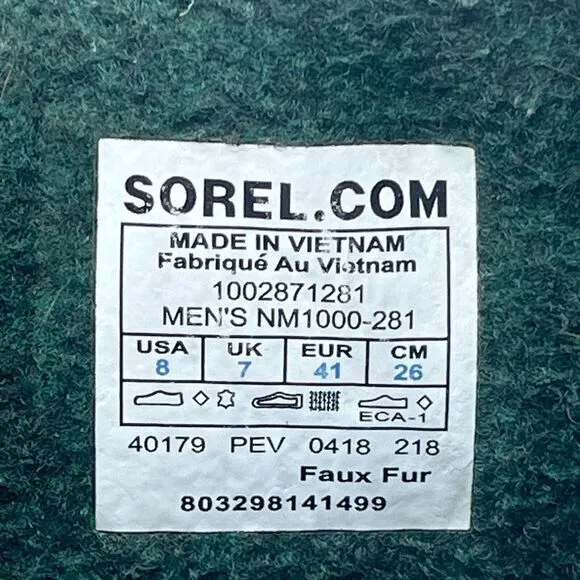 SOREL.COM
MADE IN VIETNAM
Fabriqué Au Vietnam
1002871281
MEN'S NM1000-281
USA UK EUR CM
8 7 41 26
ECA-1
40179 PEV 0418 218
Faux Fur
803298141499